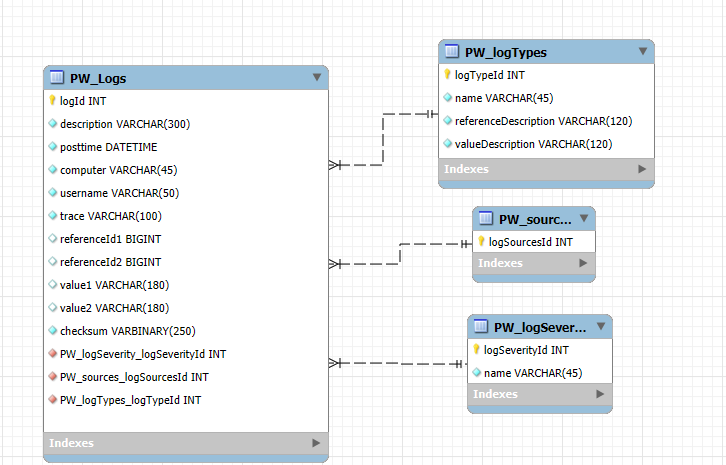 PW_Logs
logId INT
description VARCHAR(300)
posttime DATETIME
computer VARCHAR(45)
username VARCHAR(50)
trace VARCHAR(100)
referenceId1 BIGINT
referenceId2 BIGINT
value1 VARCHAR(180)
value2 VARCHAR(180)
checksum VARBINARY(250)
PW_logSeverity_logSeverityId INT
PW_sources_logSourcesId INT
PW_logTypes_logTypeId INT
Indexes
PW_logTypes
logTypeId INT
name VARCHAR(45)
referenceDescription VARCHAR(120)
valueDescription VARCHAR(120)
Indexes
PW_sourc...
logSourcesId INT
Indexes
PW_logSever...
logSeverityId INT
name VARCHAR(45)
Indexes